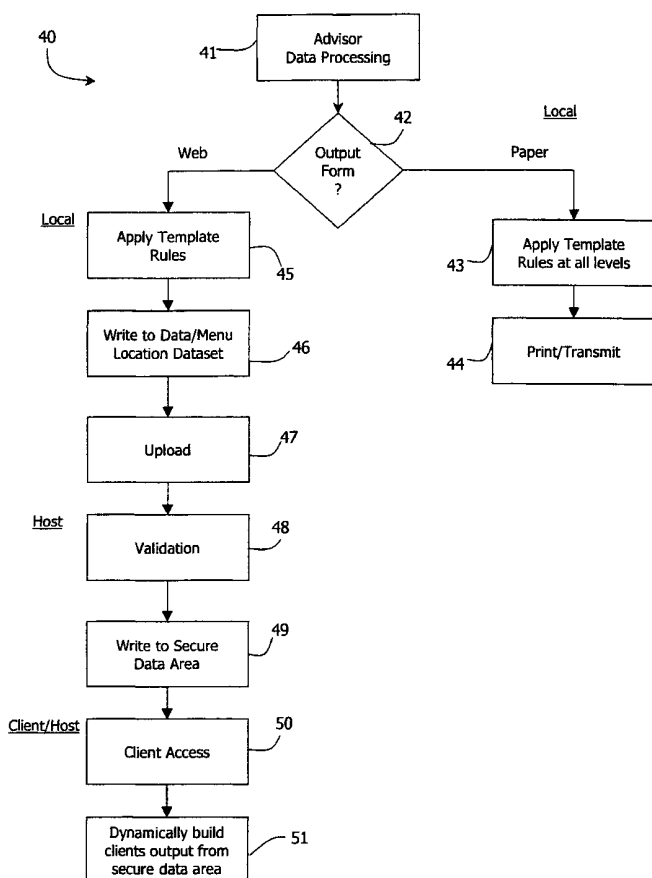 40
41
Advisor
Data Processing
Local
42
Output
Form
?
Web
Paper
Local
Apply Template
Rules
45
43
Apply Template
Rules at all levels
Write to Data/Menu
Location Dataset
46
44
Print/Transmit
Upload
47
Host
Validation
48
Write to Secure
Data Area
49
Client/Host
Client Access
50
Dynamically build
clients output from
secure data area
51